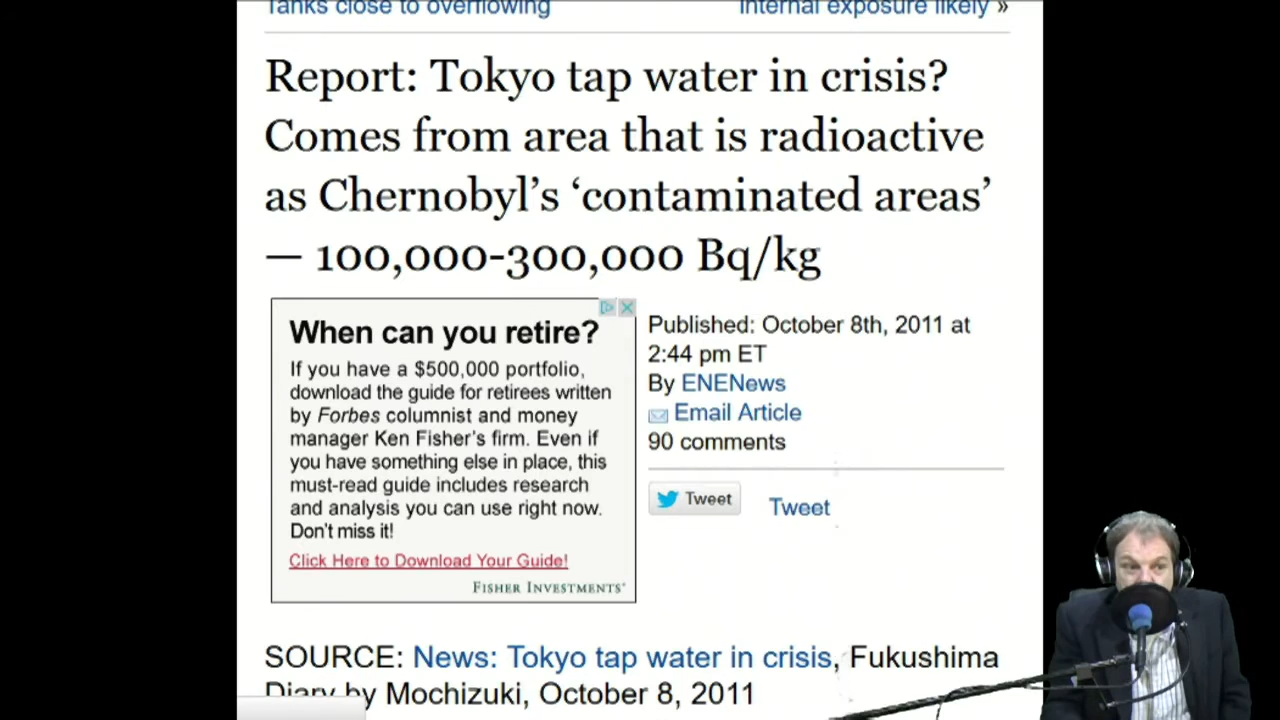 Tanks close to overflowing
Internal exposure likely »
Report: Tokyo tap water in crisis?
Comes from area that is radioactive
as Chernobyl’s ‘contaminated areas’
— 100,000-300,000 Bq/kg
When can you retire?
If you have a $500,000 portfolio,
download the guide for retirees written
by Forbes columnist and money
manager Ken Fisher’s firm. Even if
you have something else in place, this
must-read guide includes research
and analysis you can use right now.
Don’t miss it!
Click Here to Download Your Guide!
FISHER INVESTMENTS
Published: October 8th, 2011 at
2:44 pm ET
By ENENews
Email Article
90 comments
Tweet
Tweet
SOURCE: News: Tokyo tap water in crisis, Fukushima
Diary by Mochizuki, October 8, 2011